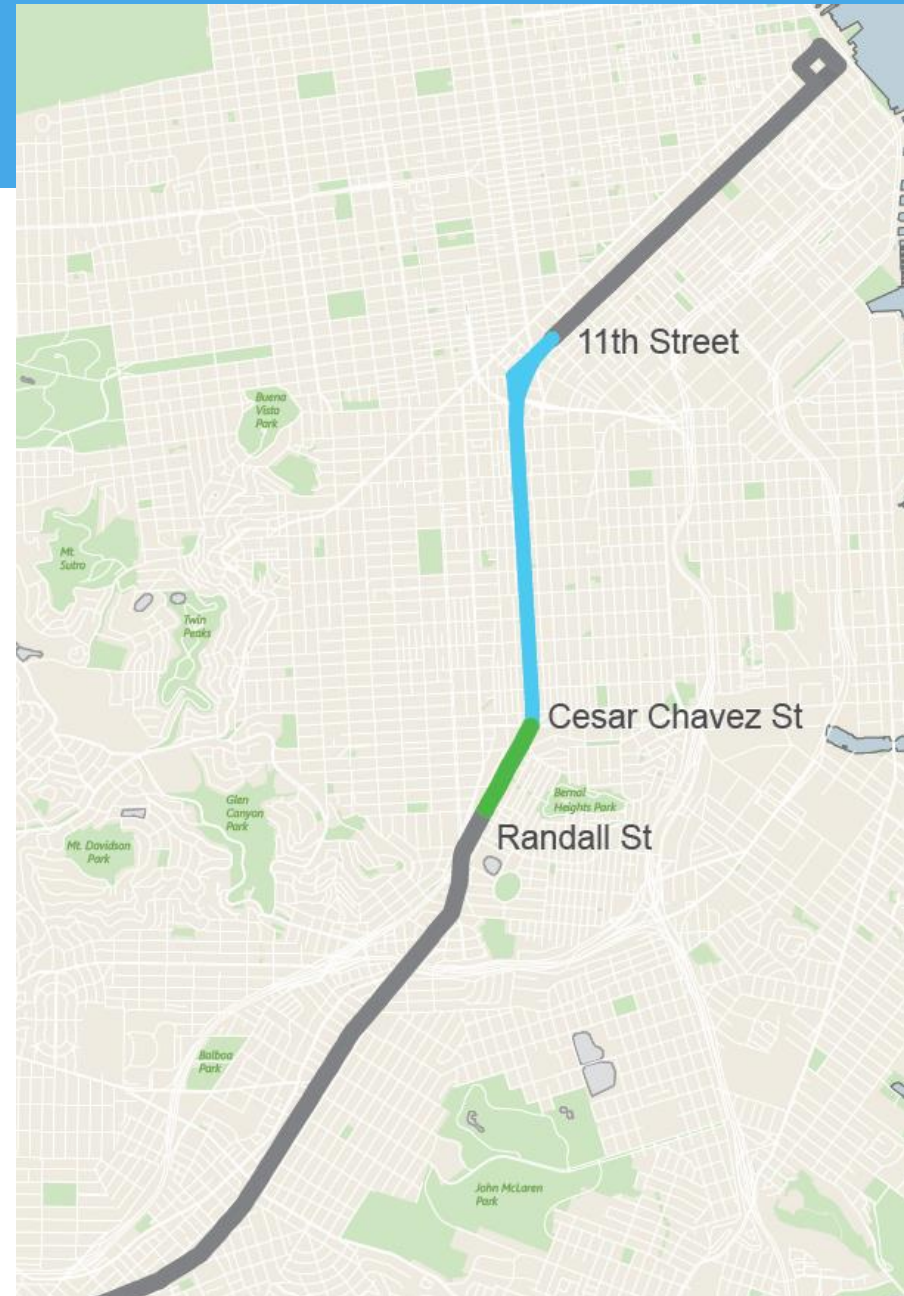 11th Street
Buena
Vista
Park
Mt.
Sutro
Twin
Peaks
Cesar Chavez St
Glen
Canyon
Park
Bernal
Heights Park
Mt. Davidson
Park
Randall St
Balboa
Park
John McLaren
Park